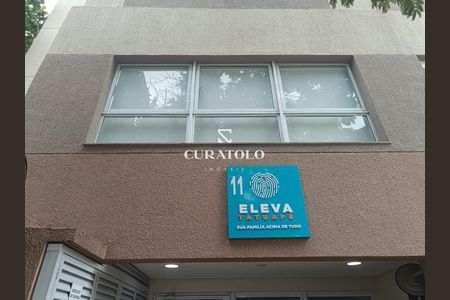 CURATOLO
IMÓVEIS
11
ELEVA
TATUAPÉ
SUA FAMÍLIA ACIMA DE TUDO